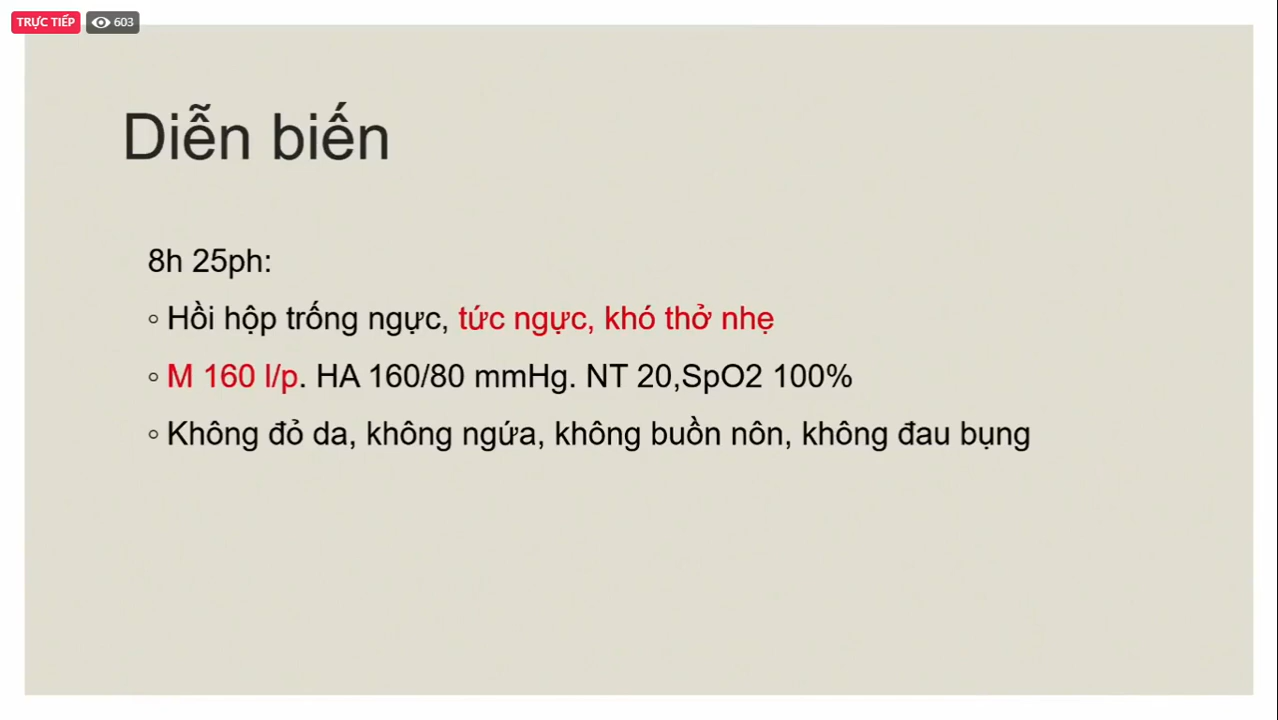 TRỰC TIẾP 603
Diễn biến
8h 25ph:
◦ Hồi hộp trống ngực, tức ngực, khó thở nhẹ
◦ M 160 l/p. HA 160/80 mmHg. NT 20,SpO2 100%
◦ Không đỏ da, không ngứa, không buồn nôn, không đau bụng